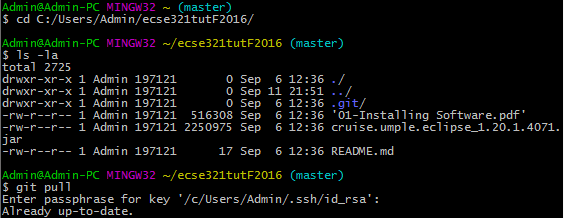 Admin@Admin-PC MINGW32 ~ (master)
$ cd C:/Users/Admin/ecse321tutF2016/
Admin@Admin-PC MINGW32 ~/ecse321tutF2016 (master)
$ ls -la
total 2725
drwxr-xr-x 1 Admin 197121       0 Sep  6 12:36 ./
drwxr-xr-x 1 Admin 197121       0 Sep 11 21:51 ../
drwxr-xr-x 1 Admin 197121       0 Sep  6 12:36 .git/
-rw-r--r-- 1 Admin 197121  516308 Sep  6 12:36 '01-Installing Software.pdf'
-rw-r--r-- 1 Admin 197121 2250975 Sep  6 12:36 cruise.umple.eclipse_1.20.1.4071.
jar
-rw-r--r-- 1 Admin 197121      17 Sep  6 12:36 README.md
Admin@Admin-PC MINGW32 ~/ecse321tutF2016 (master)
$ git pull
Enter passphrase for key '/c/Users/Admin/.ssh/id_rsa':
Already up-to-date.